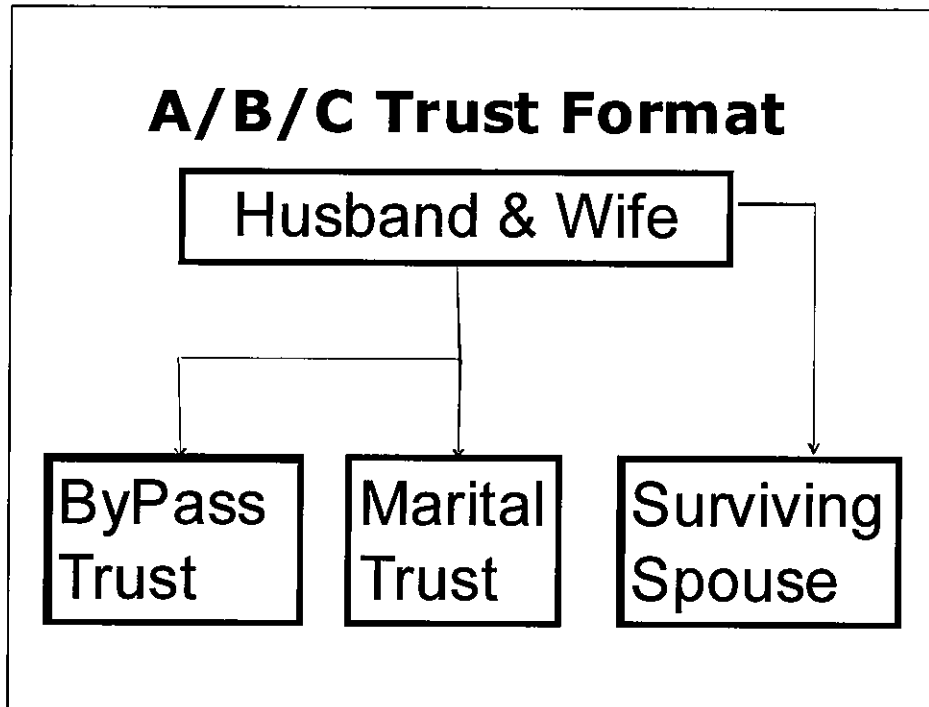 A/B/C Trust Format
Husband & Wife
ByPass
Trust
Marital
Trust
Surviving
Spouse